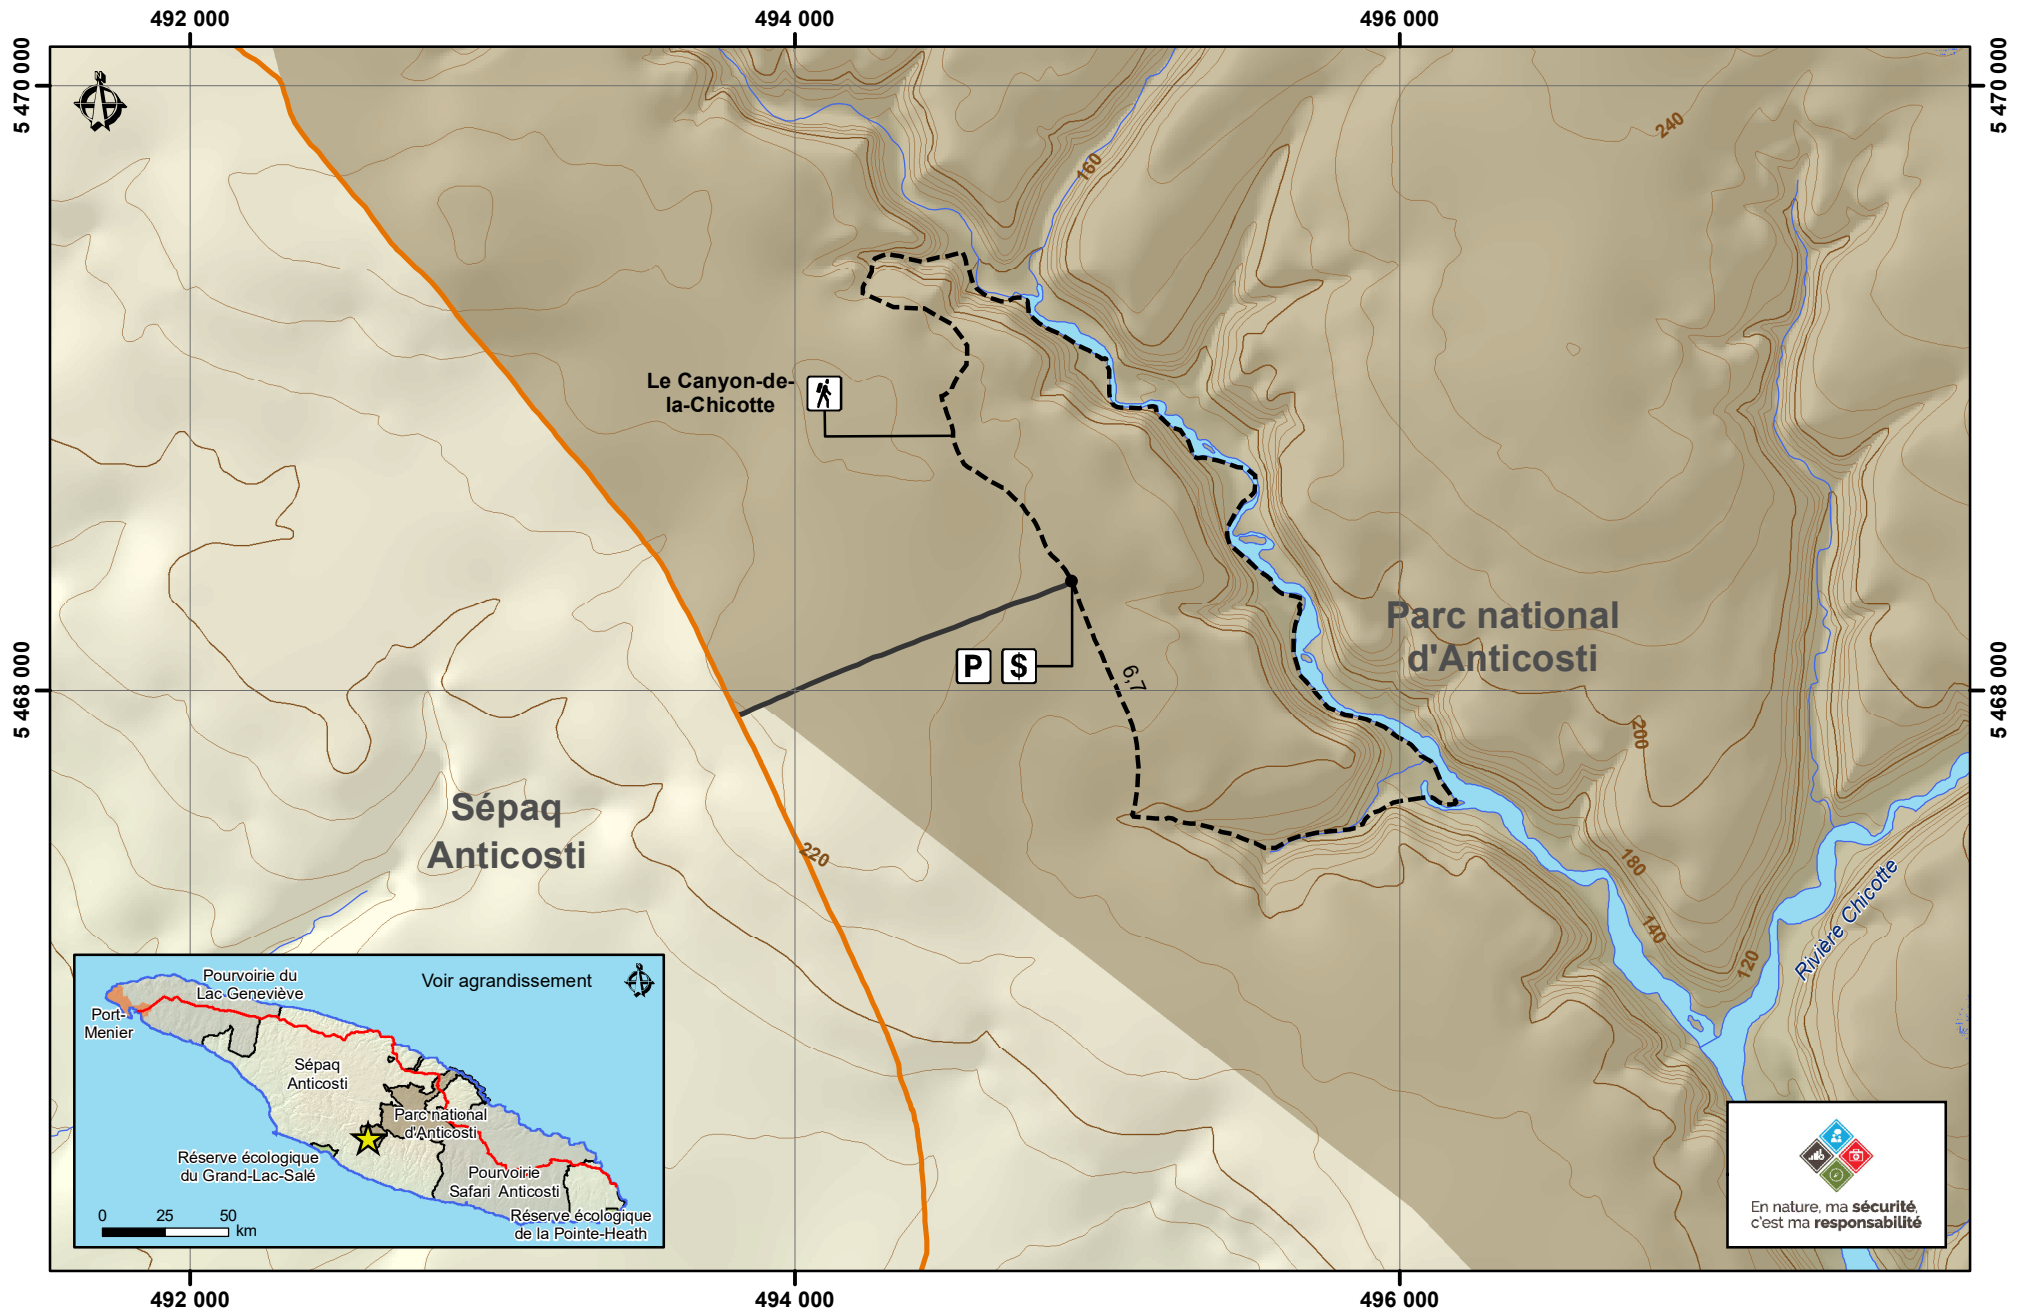 492 000
494 000
496 000
5 470 000
5 470 000
N
240
160
Le Canyon-de-
la-Chicotte
Parc national
d'Anticosti
P $
6,7
5 468 000
5 468 000
200
Sépaq
Anticosti
220
180
140
120
Rivière Chicotte
Voir agrandissement
Pourvoirie du
Lac Geneviève
Port-
Menier
Sépaq
Anticosti
Parc national
d'Anticosti
Réserve écologique
du Grand-Lac-Salé
Pourvoirie
Safari Anticosti
Réserve écologique
de la Pointe-Heath
0 25 50
km
En nature, ma sécurité,
c'est ma responsabilité
492 000
494 000
496 000